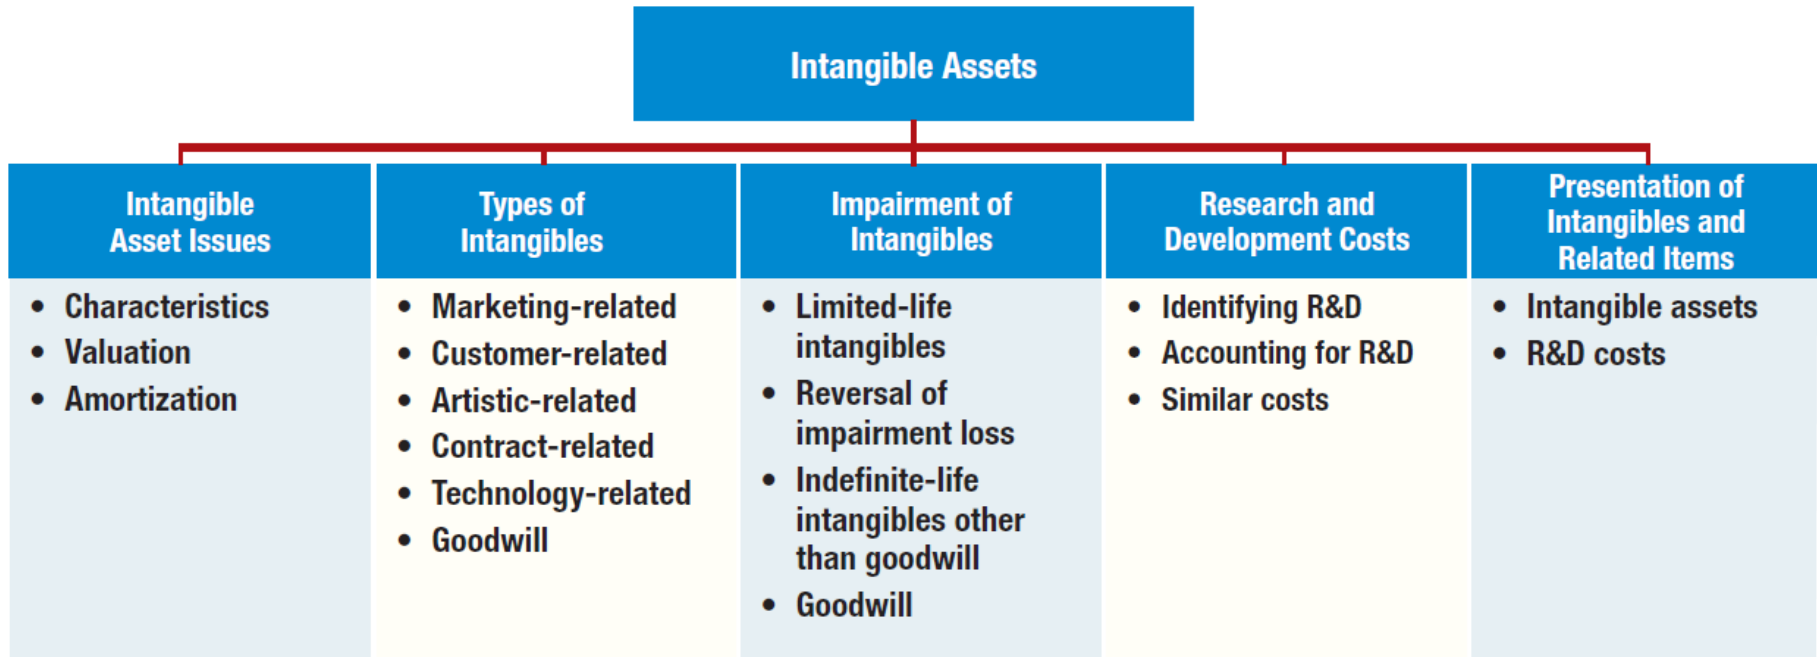 Intangible Assets
Intangible
Asset Issues
• Characteristics
• Valuation
• Amortization
Types of
Intangibles
• Marketing-related
• Customer-related
• Artistic-related
• Contract-related
• Technology-related
• Goodwill
Impairment of
Intangibles
• Limited-life
intangibles
• Reversal of
impairment loss
• Indefinite-life
intangibles other
than goodwill
• Goodwill
Research and
Development Costs
• Identifying R&D
• Accounting for R&D
• Similar costs
Presentation of
Intangibles and
Related Items
• Intangible assets
• R&D costs